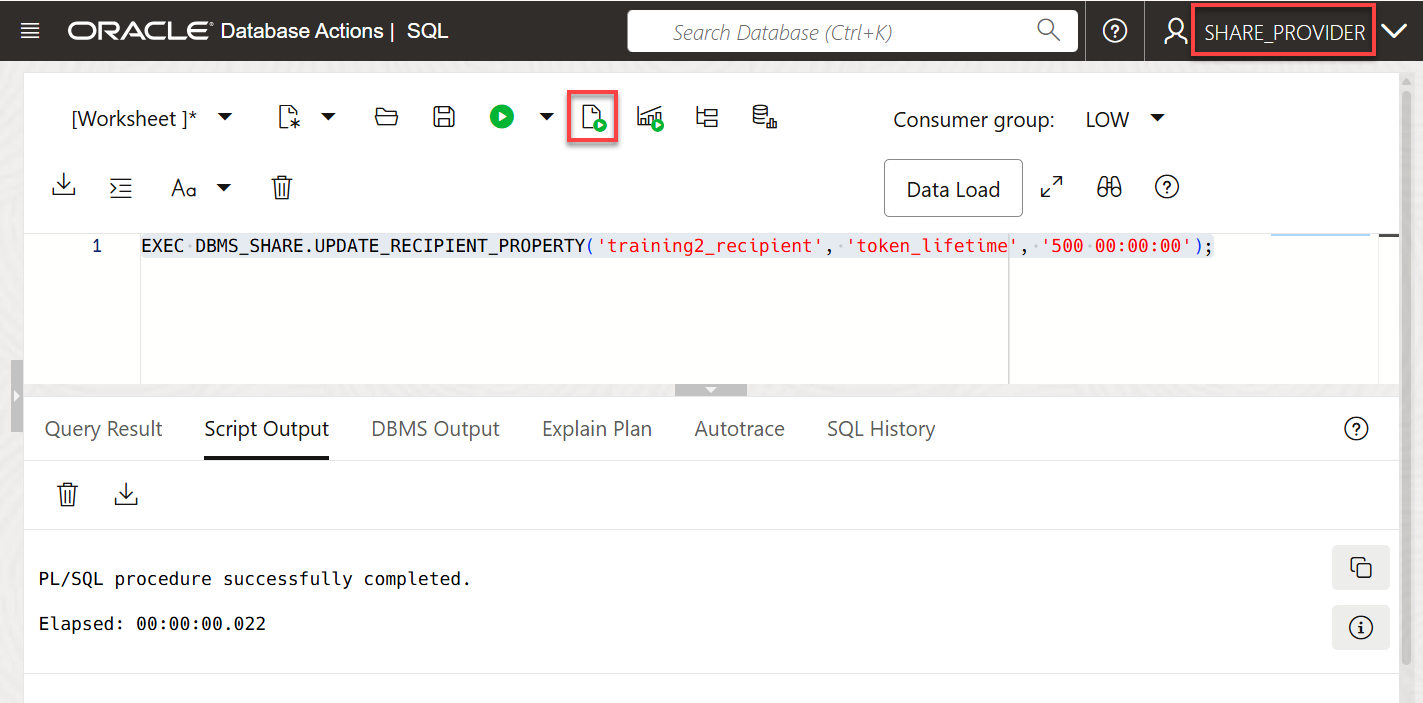 ORACLE Database Actions | SQL
Search Database (Ctrl+K)
SHARE_PROVIDER
[Worksheet ]*
Consumer group: LOW
Aa
Data Load
1 EXEC DBMS_SHARE.UPDATE_RECIPIENT_PROPERTY('training2_recipient', 'token_lifetime', '500 00:00:00');
Query Result Script Output DBMS Output Explain Plan Autotrace SQL History
PL/SQL procedure successfully completed.
Elapsed: 00:00:00.022